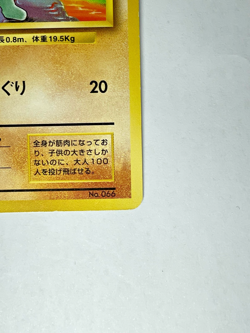 長0.8m、体重19.5Kg
ぐり 20
全身が筋肉になってお
り、子供の大きさしか
ないのに、大人100
人を投げ飛ばせる。
No.066